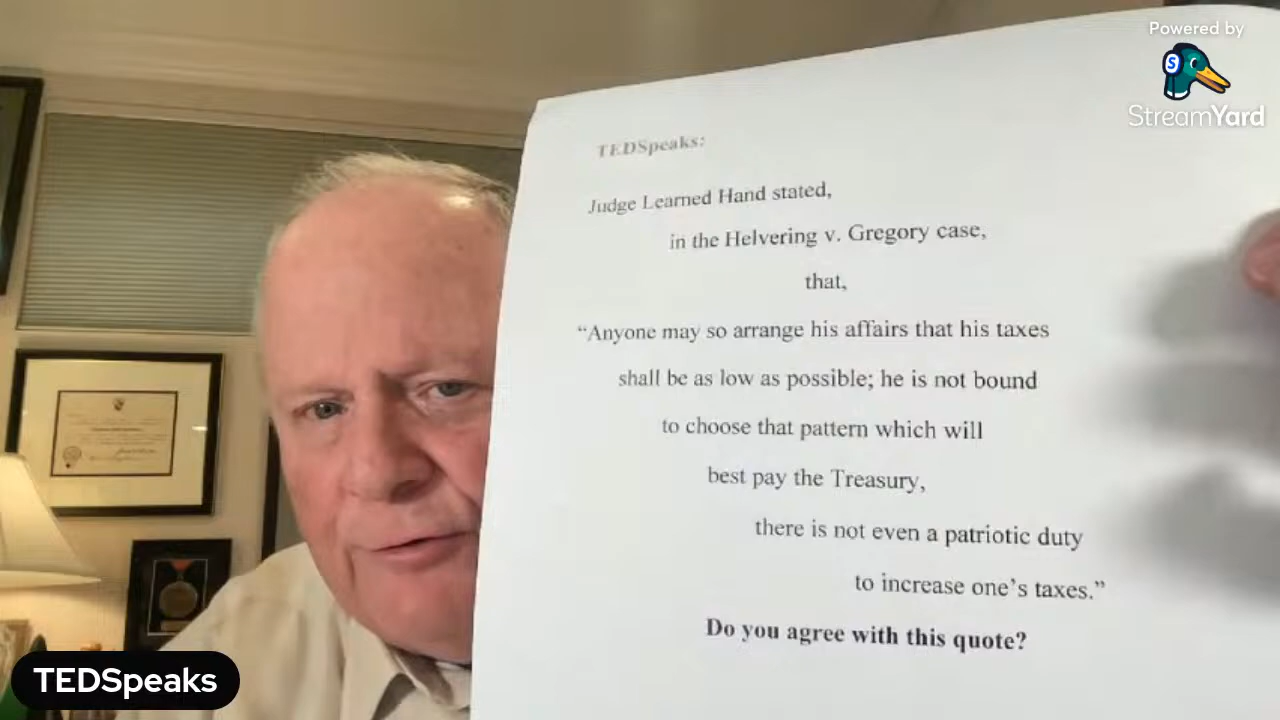 Powered by
StreamYard
TEDSpeaks:
Judge Learned Hand stated,
in the Helvering v. Gregory case,
that,
“Anyone may so arrange his affairs that his taxes
shall be as low as possible; he is not bound
to choose that pattern which will
best pay the Treasury,
there is not even a patriotic duty
to increase one’s taxes.”
Do you agree with this quote?
TEDSpeaks